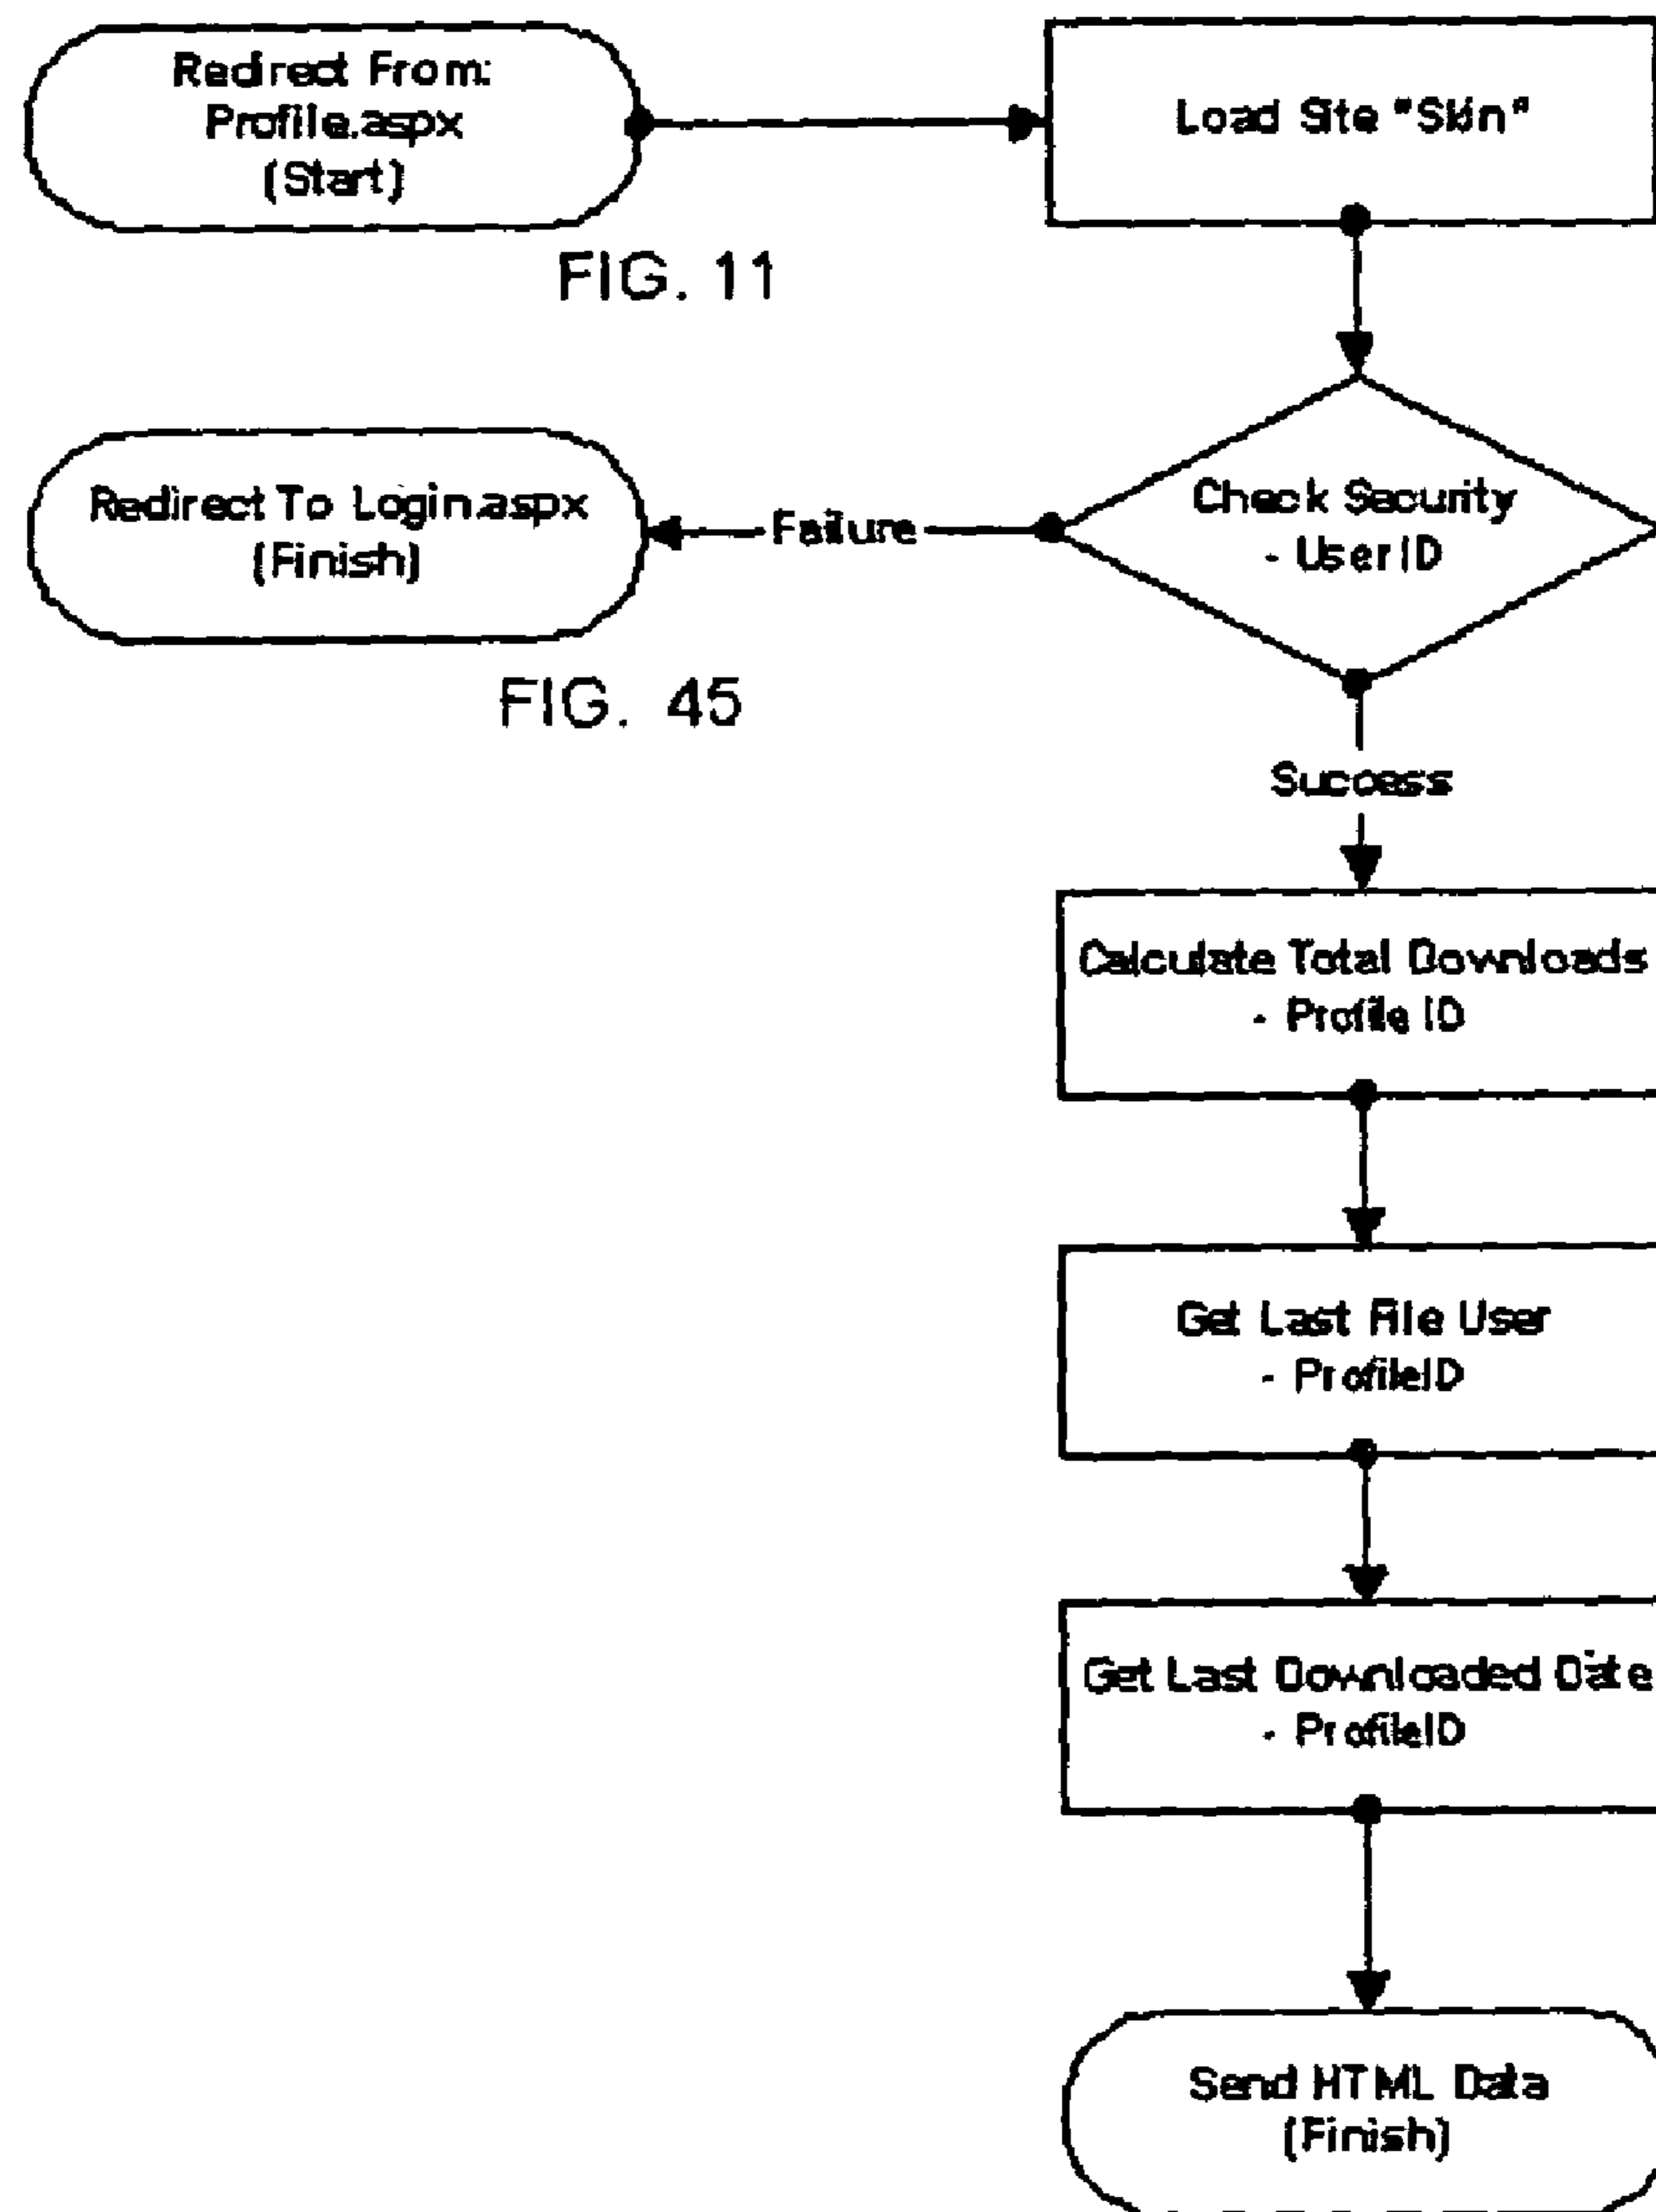 Redirect From:
Profile.aspx
(Start)
Load Site "Skin"
FIG. 11
Check Security
- UserID
Failure
Redirect To Login.aspx
(Finish)
FIG. 45
Success
Calculate Total Downloads
- Profile ID
Get Last File User
- ProfileID
Get Last Downloaded Date
- ProfileID
Send HTML Data
(Finish)